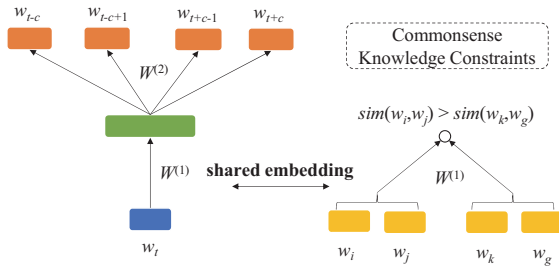 w_{t-c} w_{t-c+1} w_{t+c-1} w_{t+c}
W^{(2)}
W^{(1)}
w_t
shared embedding
Commonsense
Knowledge Constraints
sim(w_i,w_j) > sim(w_k,w_g)
W^{(1)}
w_i w_j w_k w_g